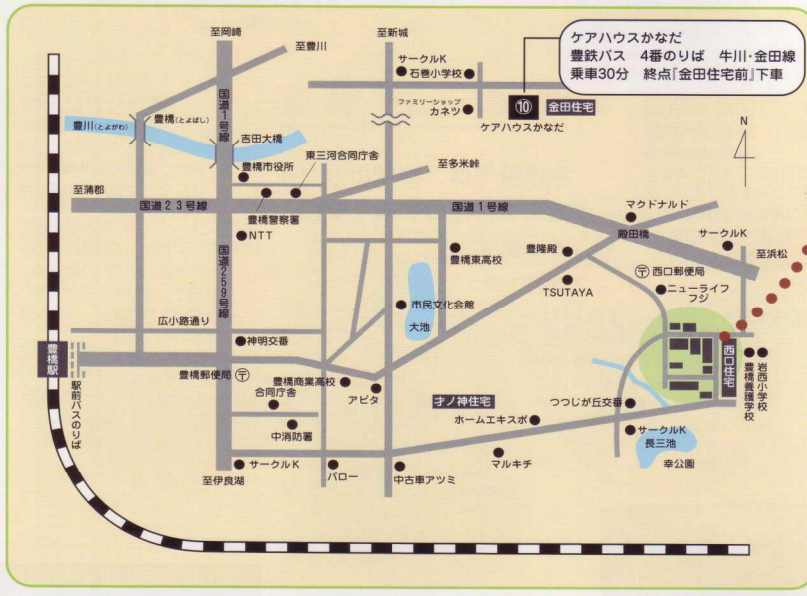 至岡崎
至豊川
至新城
サークルK
石巻小学校
ファミリーショップ
カネツ
⑩
金田住宅
ケアハウスかなだ
ケアハウスかなだ
豊鉄バス 4番のりば 牛川・金田線
乗車30分 終点『金田住宅前』下車
N
豊川(とよがわ)
豊橋(とよばし)
国道1号線
吉田大橋
豊橋市役所
東三河合同庁舎
至多米峠
至蒲郡
国道23号線
国道1号線
豊橋警察署
NTT
マクドナルド
殿田橋
サークルK
至浜松
豊橋東高校
豊隆殿
TSUTAYA
〒西口郵便局
ニューライフ
フジ
国道259号線
市民文化会館
大池
広小路通り
神明交番
豊橋駅
駅前バスのりば
豊橋郵便局〒
合同庁舎
豊橋商業高校
アピタ
中消防署
才ノ神住宅
ホームエキスポ
つつじが丘交番
西口住宅
豊橋養護学校
岩西小学校
サークルK
長三池
幸公園
至伊良湖
サークルK
バロー
中古車アツミ
マルキチ